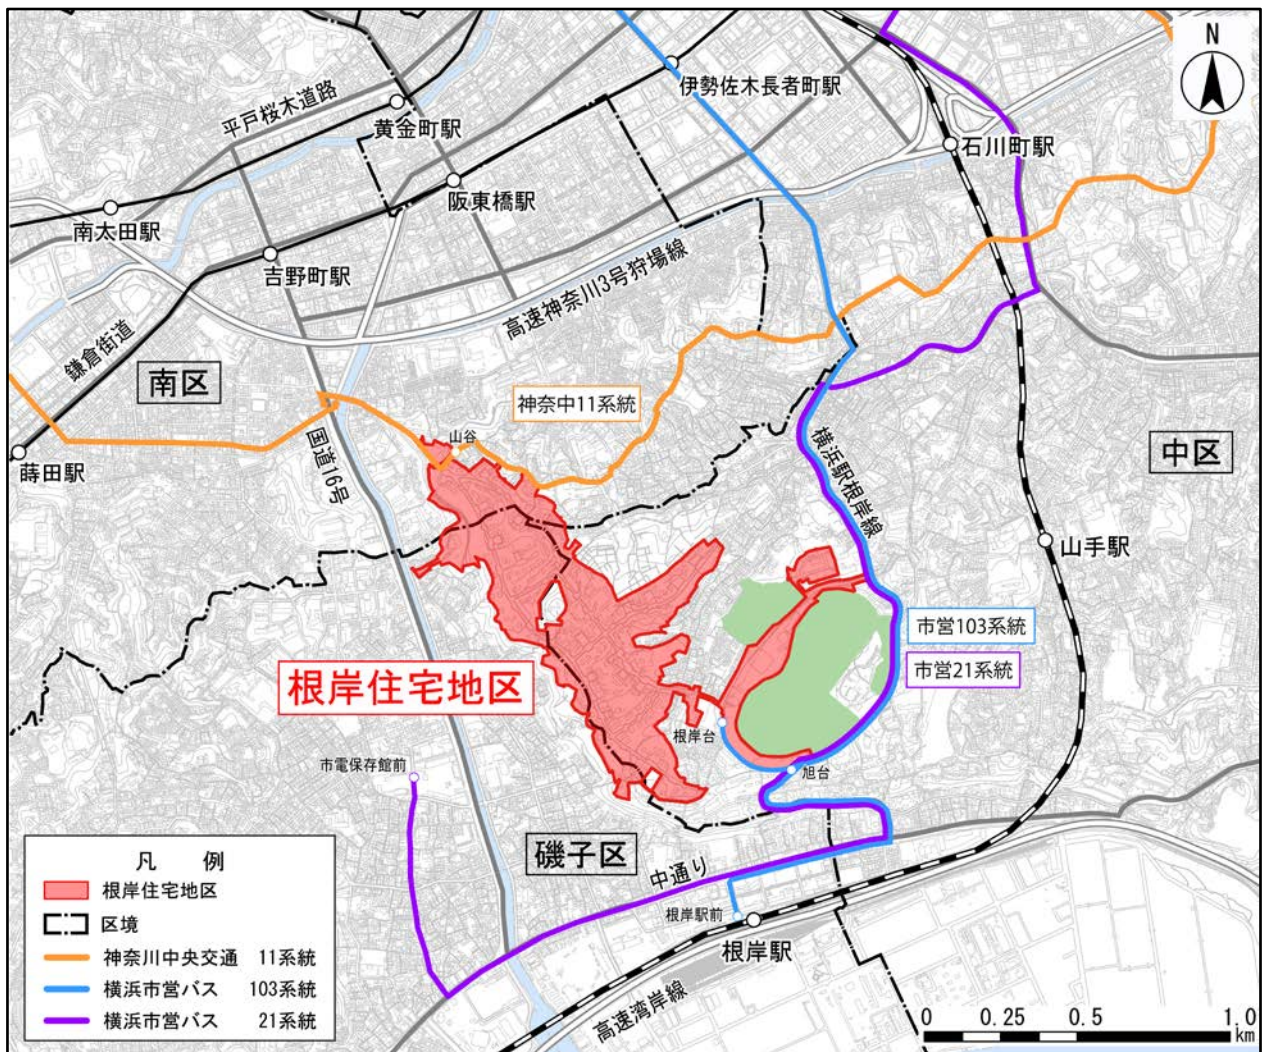 N
伊勢佐木長者町駅
平戸桜木道路
黄金町駅
石川町駅
阪東橋駅
南太田駅
吉野町駅
高速神奈川3号狩場線
鎌倉街道
南区
神奈中11系統
山谷
国道16号
蒔田駅
横浜駅根岸線
中区
山手駅
市営103系統
市営21系統
根岸住宅地区
根岸台
市電保存館前
旭台
磯子区
中通り
根岸駅前
根岸駅
高速湾岸線
凡 例
根岸住宅地区
区境
神奈川中央交通 11系統
横浜市営バス 103系統
横浜市営バス 21系統
0 0.25 0.5 1.0
km